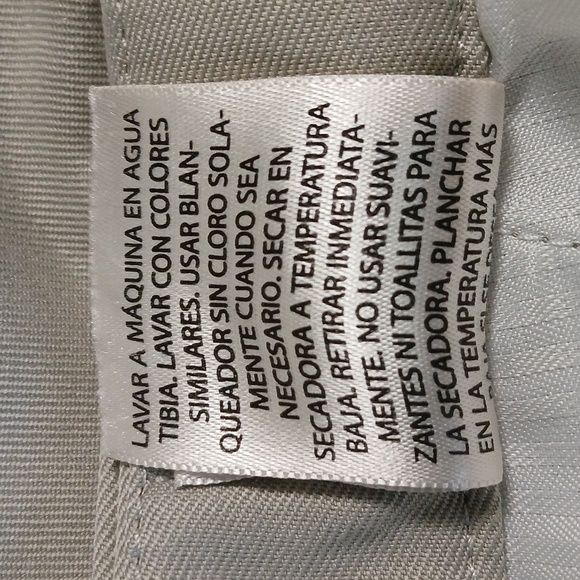 LAVAR A MÁQUINA EN AGUA
TIBIA. LAVAR CON COLORES
SIMILARES. USAR BLAN-
QUEADOR SIN CLORO SOLA-
MENTE CUANDO SEA
NECESARIO. SECAR EN
SECADORA A TEMPERATURA
BAJA. RETIRAR INMEDIATA-
MENTE. NO USAR SUAVI-
ZANTES NI TOALLITAS PARA
LA SECADORA. PLANCHAR
EN LA TEMPERATURA MÁS